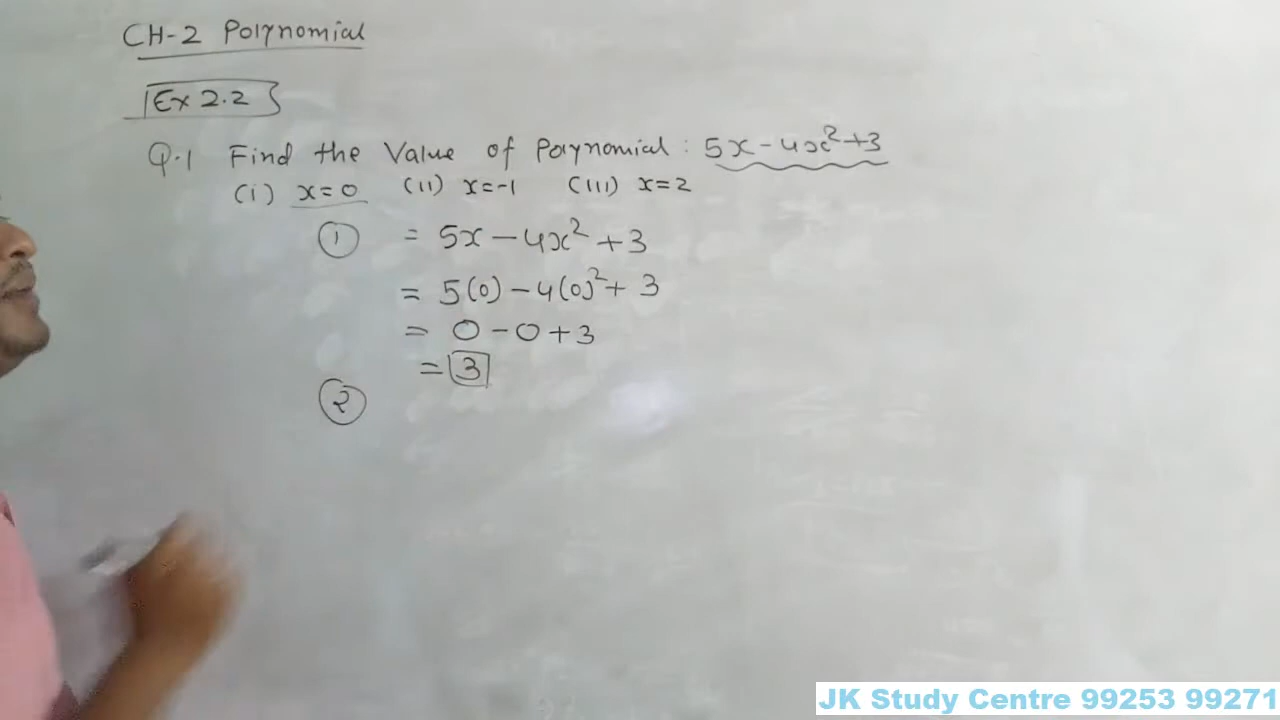 CH-2 Polynomial
Ex 2.2
Q.1 Find the Value of Polynomial : 5x - 4x² + 3
(i) x=0 (ii) x=-1 (iii) x=2
① = 5x - 4x² + 3
= 5(0) - 4(0)² + 3
= 0 - 0 + 3
= 3
②
JK Study Centre 99253 99271